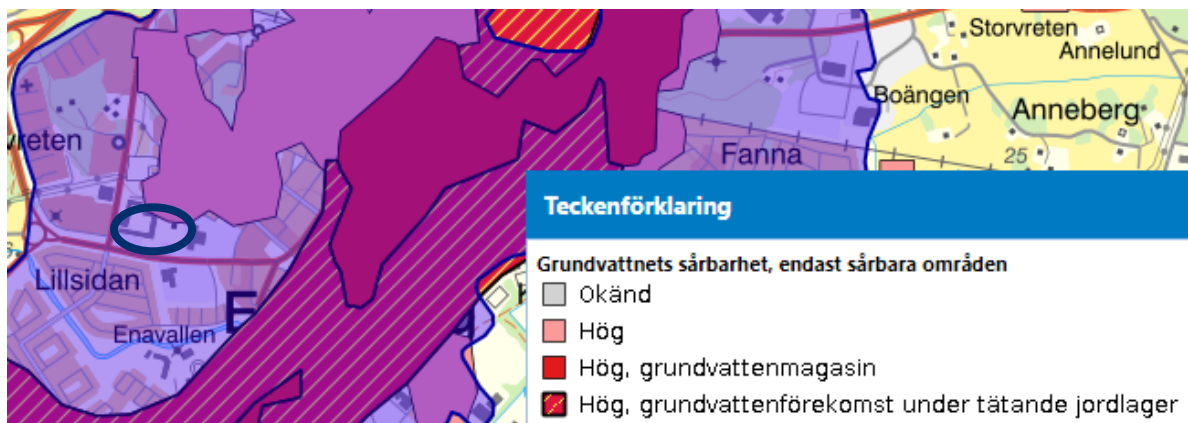 Storvreten
Annelund
Boängen
Anneberg
vreten
Fanna
25
Teckenförklaring
Grundvattnets sårbarhet, endast sårbara områden
Lillsidan
Okänd
E
g
Enavallen
Hög
Hög, grundvattenmagasin
Hög, grundvattenförekomst under tätande jordlager